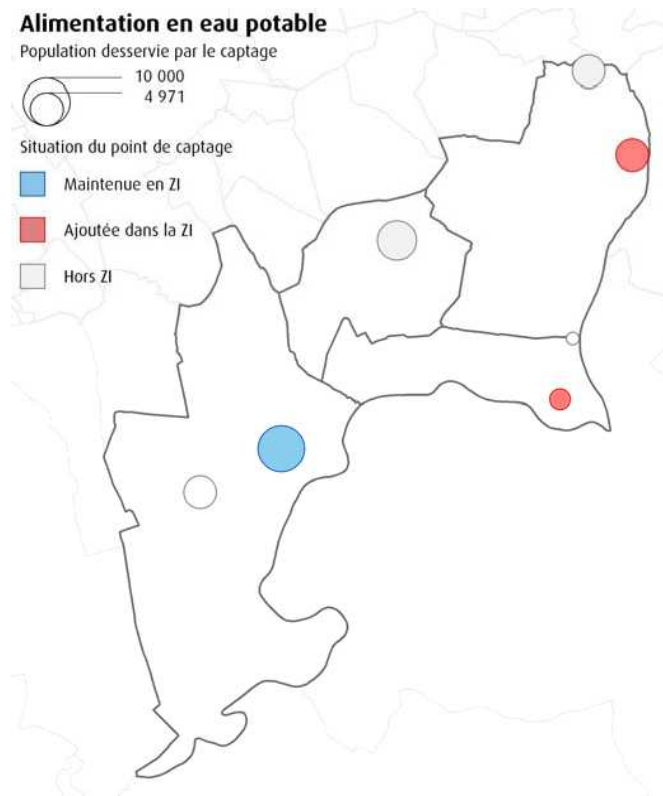 Alimentation en eau potable
Population desservie par le captage
10 000
4 971
Situation du point de captage
Maintenue en ZI
Ajoutée dans la ZI
Hors ZI